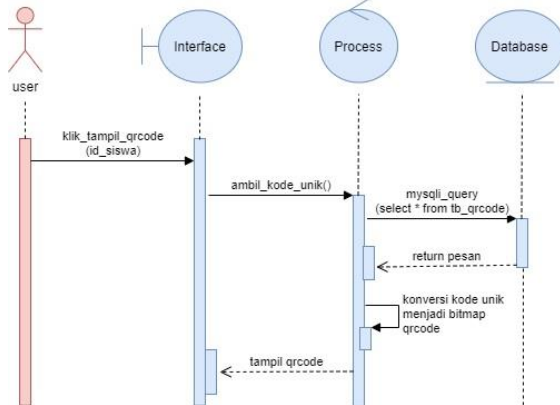 Interface
Process
Database
user
klik_tampil_qrcode
(id_siswa)
ambil_kode_unik()
mysqli_query
(select * from tb_qrcode)
return pesan
konversi kode unik
menjadi bitmap
qrcode
tampil qrcode